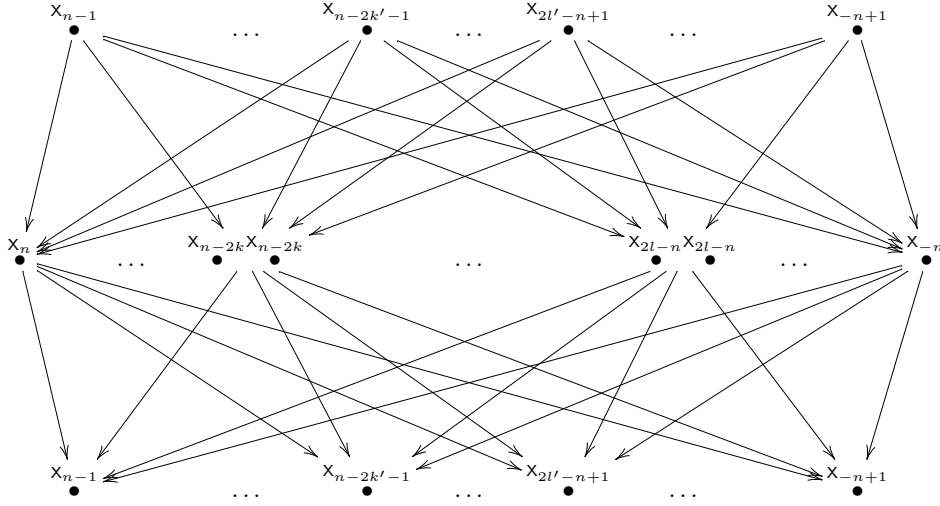 x_{n−1} … x_{n−2k′−1} … x_{2l′−n+1} … x_{−n+1}
x_n … x_{n−2k} x_{n−2k} … x_{2l−n} x_{2l−n} … x_{−n}
x_{n−1} … x_{n−2k′−1} … x_{2l′−n+1} … x_{−n+1}